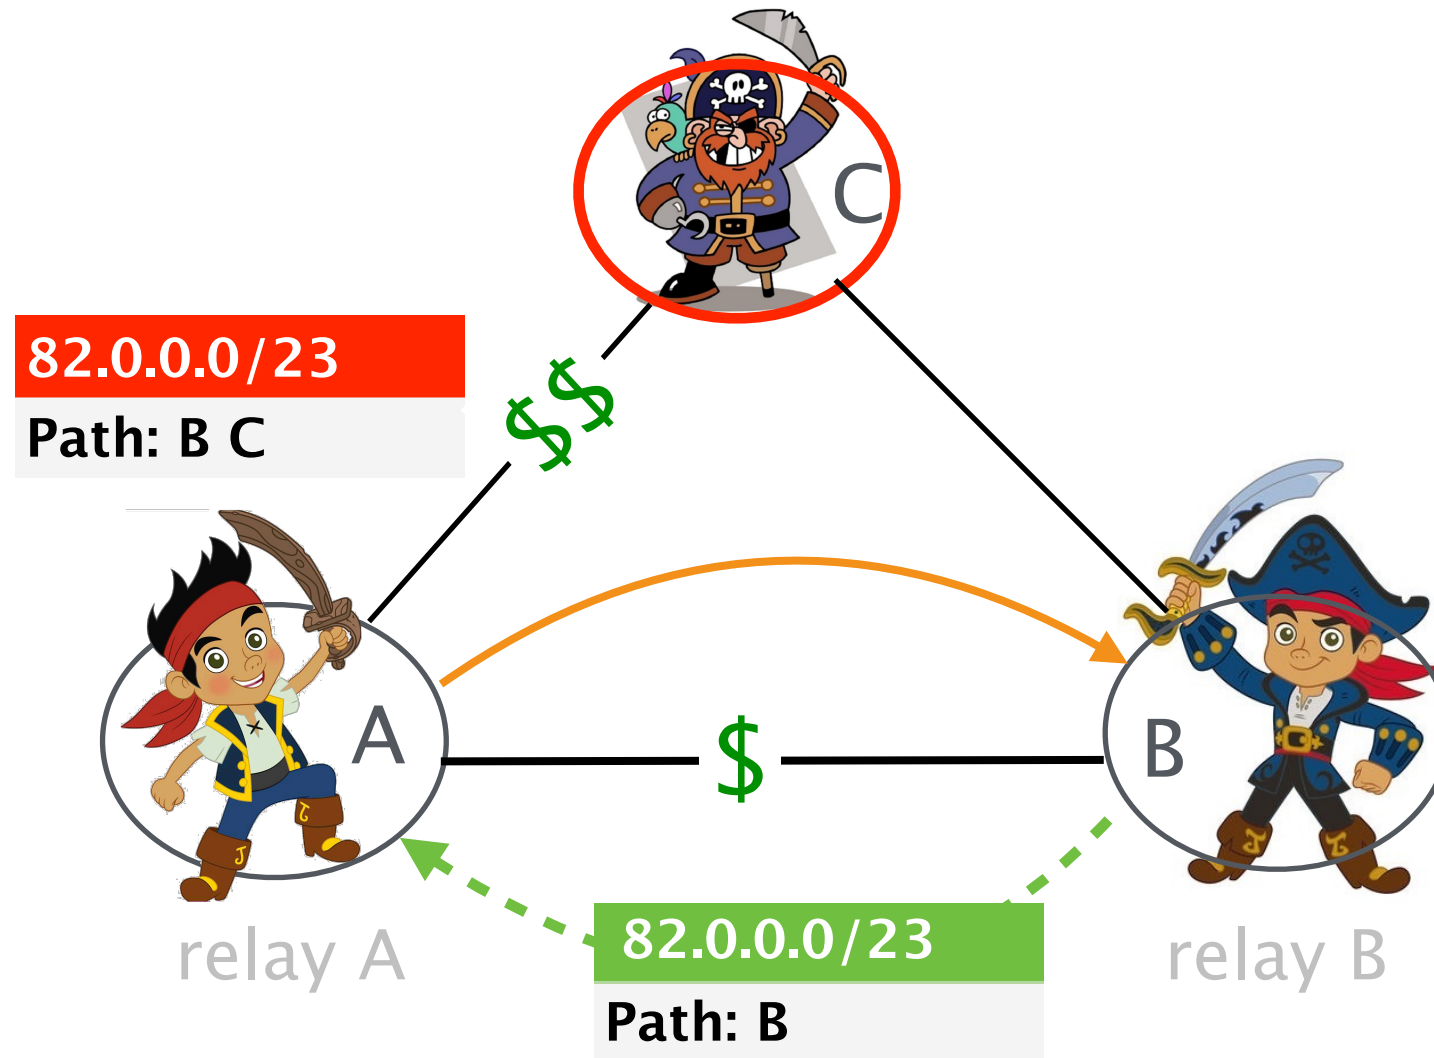 C
82.0.0.0/23
Path: B C
$$
A
$
B
relay A
relay B
82.0.0.0/23
Path: B